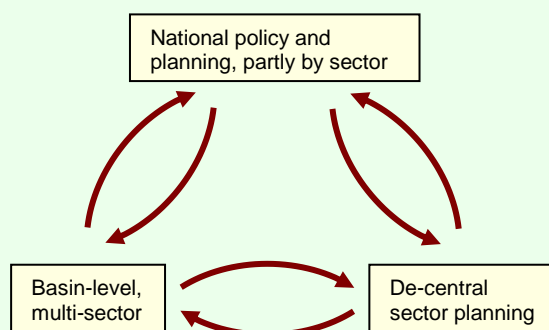 National policy and
planning, partly by sector
Basin-level,
multi-sector
De-central
sector planning